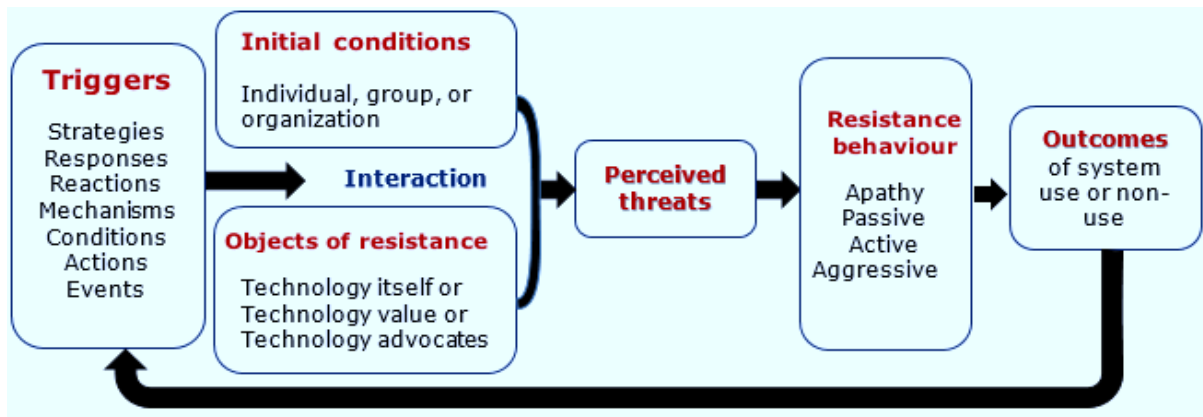 Triggers
Strategies
Responses
Reactions
Mechanisms
Conditions
Actions
Events
Initial conditions
Individual, group, or
organization
Interaction
Objects of resistance
Technology itself or
Technology value or
Technology advocates
Perceived
threats
Resistance
behaviour
Apathy
Passive
Active
Aggressive
Outcomes
of system
use or non-
use